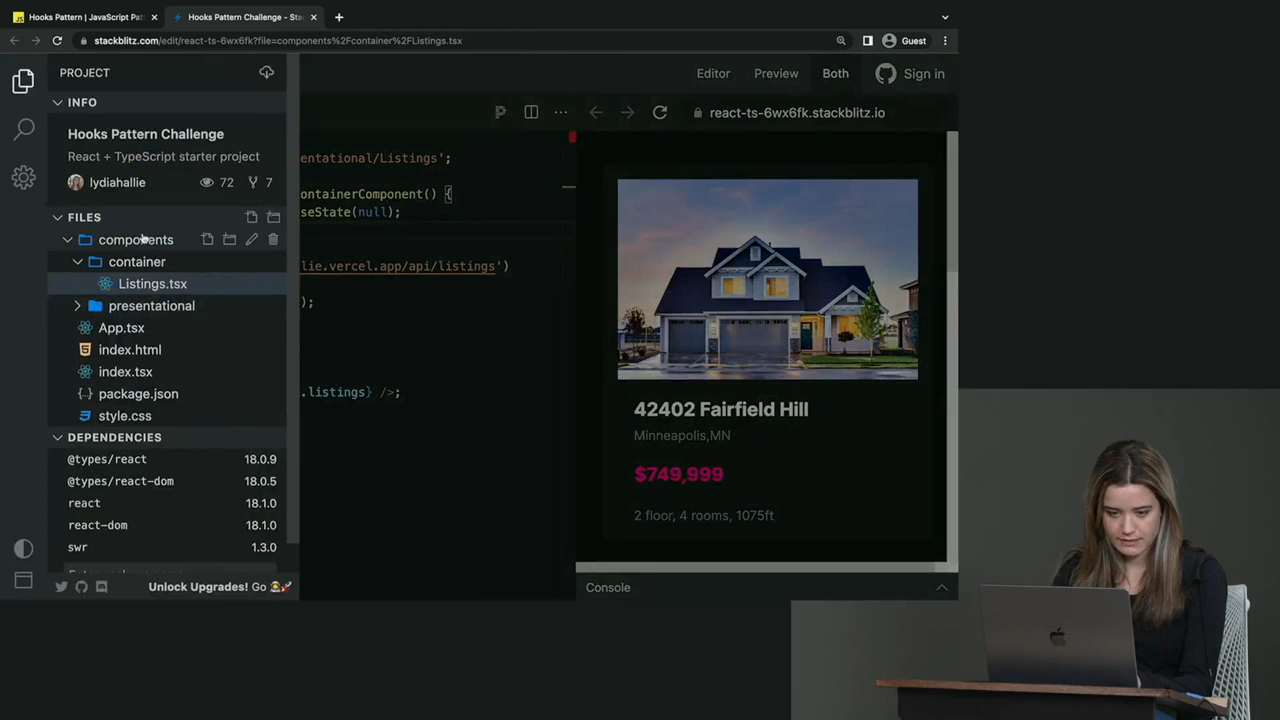 Hooks Pattern | JavaScript Pat
Hooks Pattern Challenge - Stac
stackblitz.com/edit/react-ts-6wx6fk?file=components%2Fcontainer%2FListings.tsx
Guest
PROJECT
Editor
Preview
Both
Sign in
INFO
react-ts-6wx6fk.stackblitz.io
Hooks Pattern Challenge
React + TypeScript starter project
lydiahallie
72
7
FILES
components
container
Listings.tsx
presentational
App.tsx
index.html
index.tsx
package.json
style.css
DEPENDENCIES
@types/react 18.0.9
@types/react-dom 18.0.5
react 18.1.0
react-dom 18.1.0
swr 1.3.0
Unlock Upgrades! Go
entational/Listings';
ontainerComponent() {
seState(null);
lie.vercel.app/api/listings')
);
.listings} />;
42402 Fairfield Hill
Minneapolis,MN
$749,999
2 floor, 4 rooms, 1075ft
Console